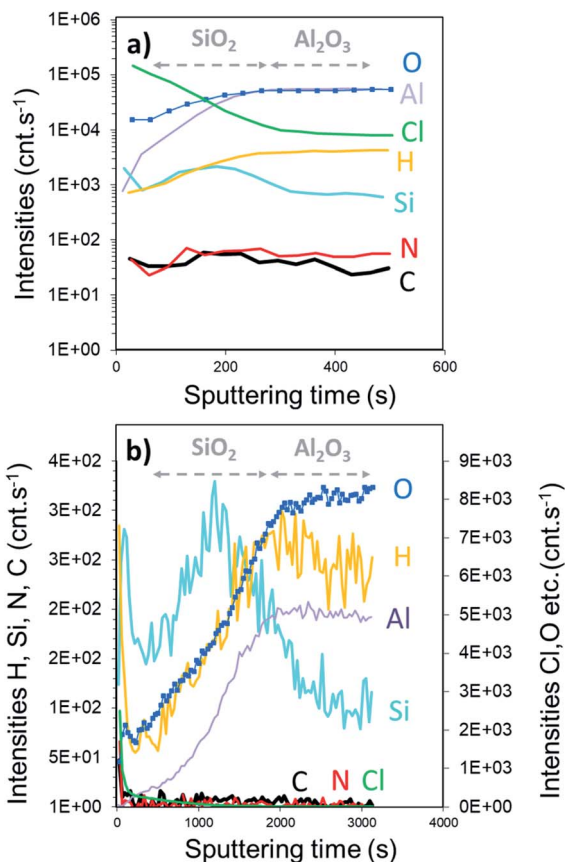 a)
SiO2
Al2O3
1E+06
1E+05
1E+04
1E+03
1E+02
1E+01
1E+00
Intensities (cnt.s-1)
O
Al
Cl
H
Si
N
C
0
200
400
600
Sputtering time (s)
b)
SiO2
Al2O3
4E+02
3E+02
3E+02
2E+02
2E+02
1E+02
5E+01
1E+00
Intensities H, Si, N, C (cnt.s-1)
9E+03
8E+03
7E+03
6E+03
5E+03
4E+03
3E+03
2E+03
1E+03
0E+00
Intensities Cl,O etc.(cnt.s-1)
O
H
Al
Si
C N Cl
0
1000
2000
3000
4000
Sputtering time (s)